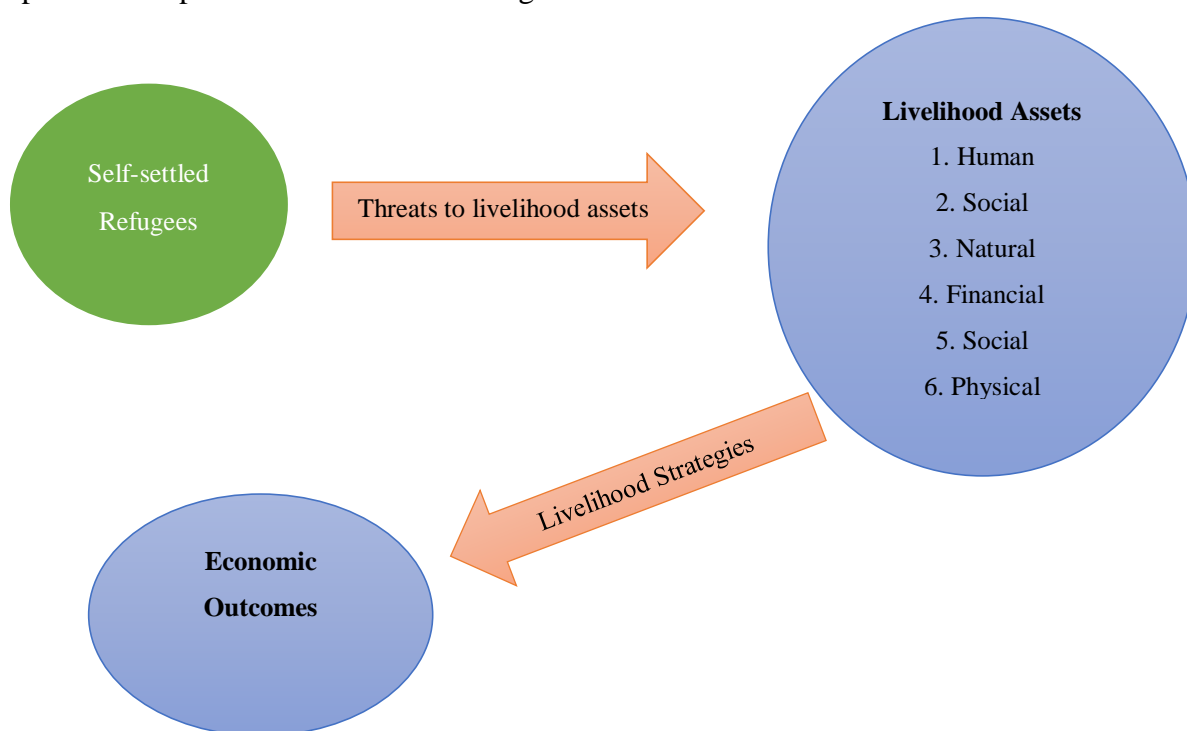 Self-settled
Refugees
Threats to livelihood assets
Livelihood Assets
1. Human
2. Social
3. Natural
4. Financial
5. Social
6. Physical
Livelihood Strategies
Economic
Outcomes